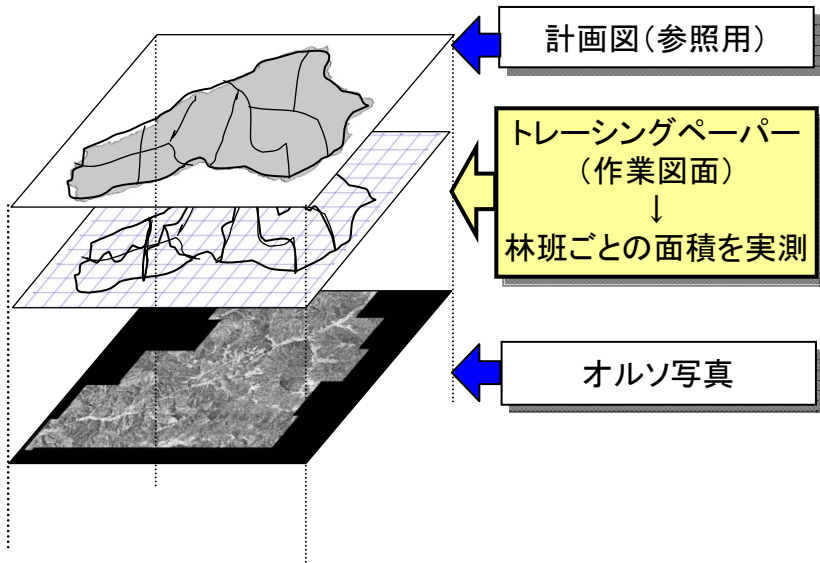 計画図(参照用)
トレーシングペーパー
(作業図面)
↓
林班ごとの面積を実測
オルソ写真